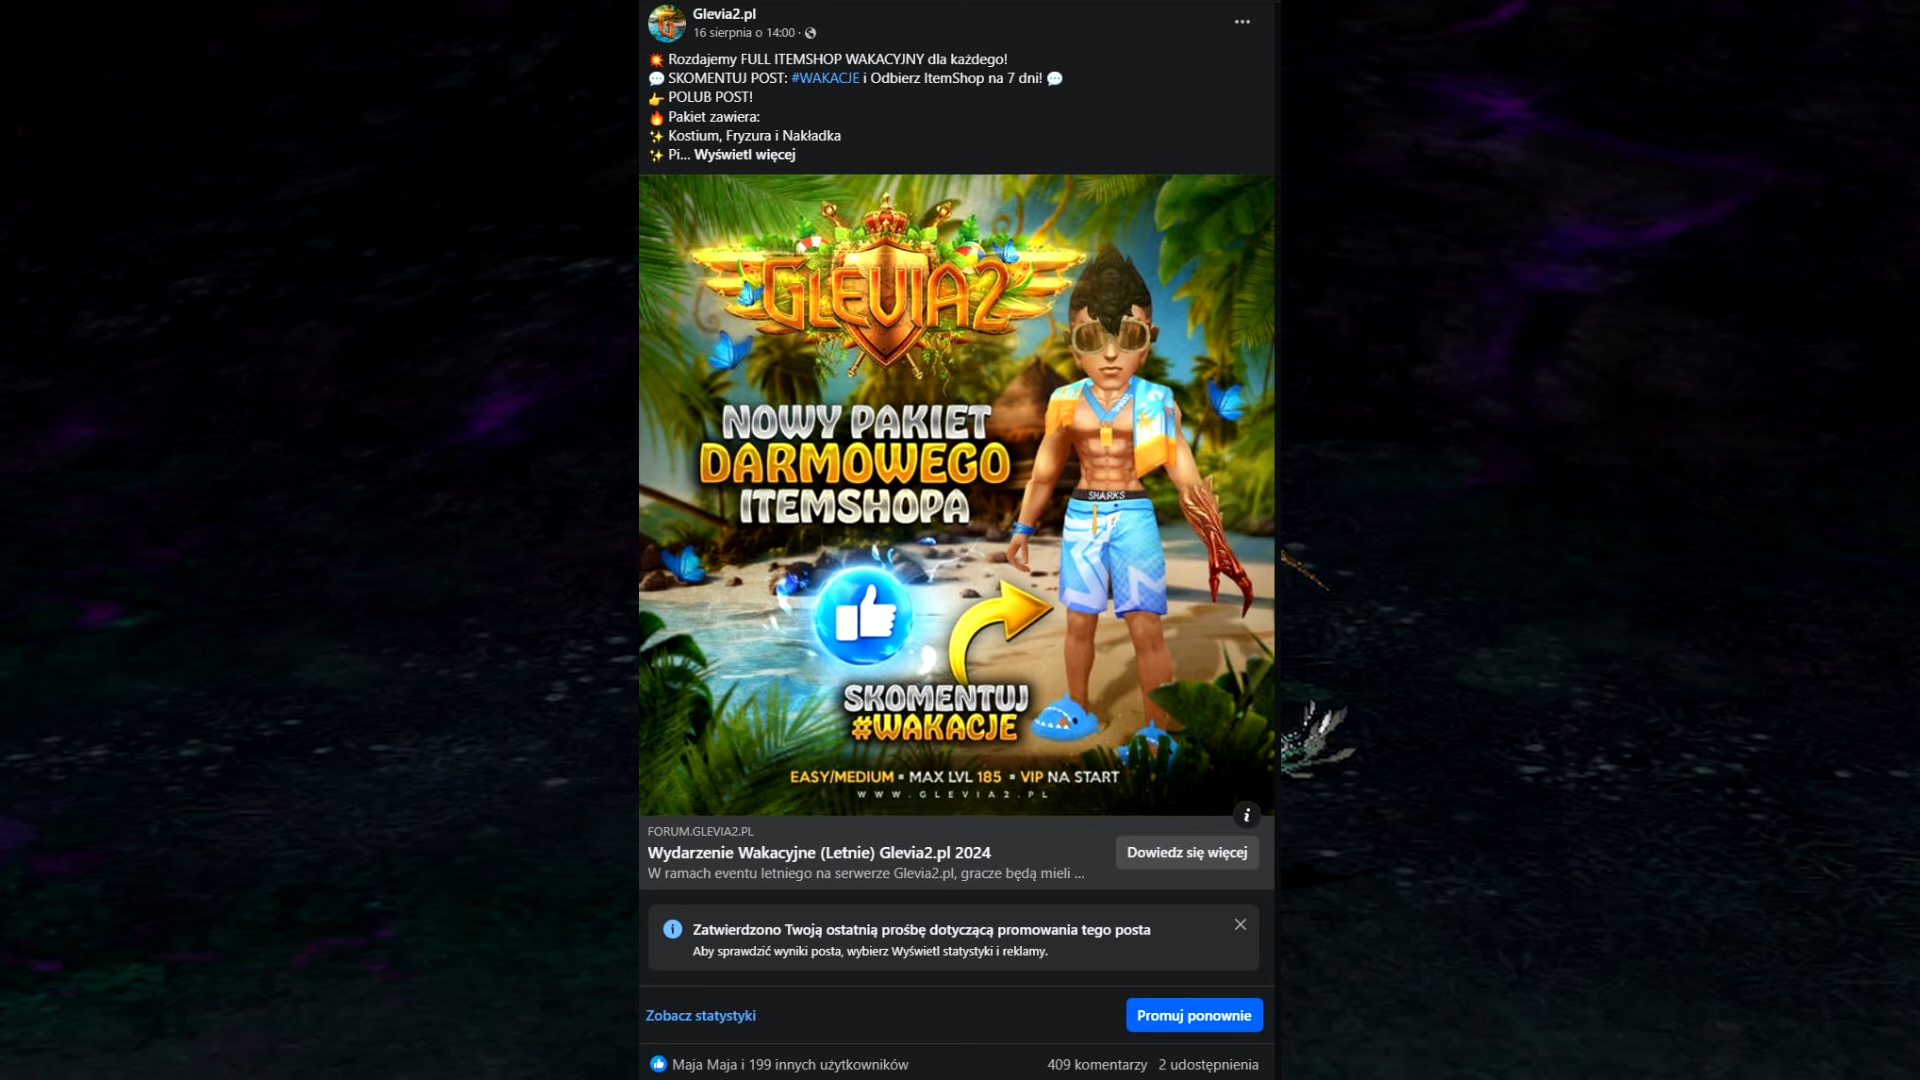 Glevia2.pl
16 sierpnia o 14:00 ·
💥 Rozdajemy FULL ITEMSHOP WAKACYJNY dla każdego!
💬 SKOMENTUJ POST: #WAKACJE i Odbierz ItemShop na 7 dni! 💬
👉 POLUB POST!
🔥 Pakiet zawiera:
✨ Kostium, Fryzura i Nakładka
✨ Pi... Wyświetl więcej
GLEVIA2
NOWY PAKIET
DARMOWEGO
ITEMSHOPA
SHARKS
SKOMENTUJ
#WAKACJE
EASY/MEDIUM ▪ MAX LVL 185 ▪ VIP NA START
WWW.GLEVIA2.PL
FORUM.GLEVIA2.PL
Wydarzenie Wakacyjne (Letnie) Glevia2.pl 2024
Dowiedz się więcej
W ramach eventu letniego na serwerze Glevia2.pl, gracze będą mieli ...
Zatwierdzono Twoją ostatnią prośbę dotyczącą promowania tego posta
Aby sprawdzić wyniki posta, wybierz Wyświetl statystyki i reklamy.
Zobacz statystyki
Promuj ponownie
Maja Maja i 199 innych użytkowników
409 komentarzy 2 udostępnienia